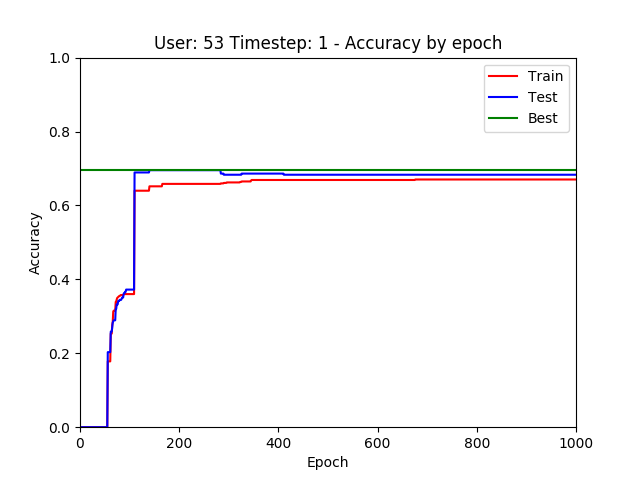 User: 53 Timestep: 1 - Accuracy by epoch
1.0
0.8
0.6
0.4
0.2
0.0
Accuracy
Train
Test
Best
0 200 400 600 800 1000
Epoch